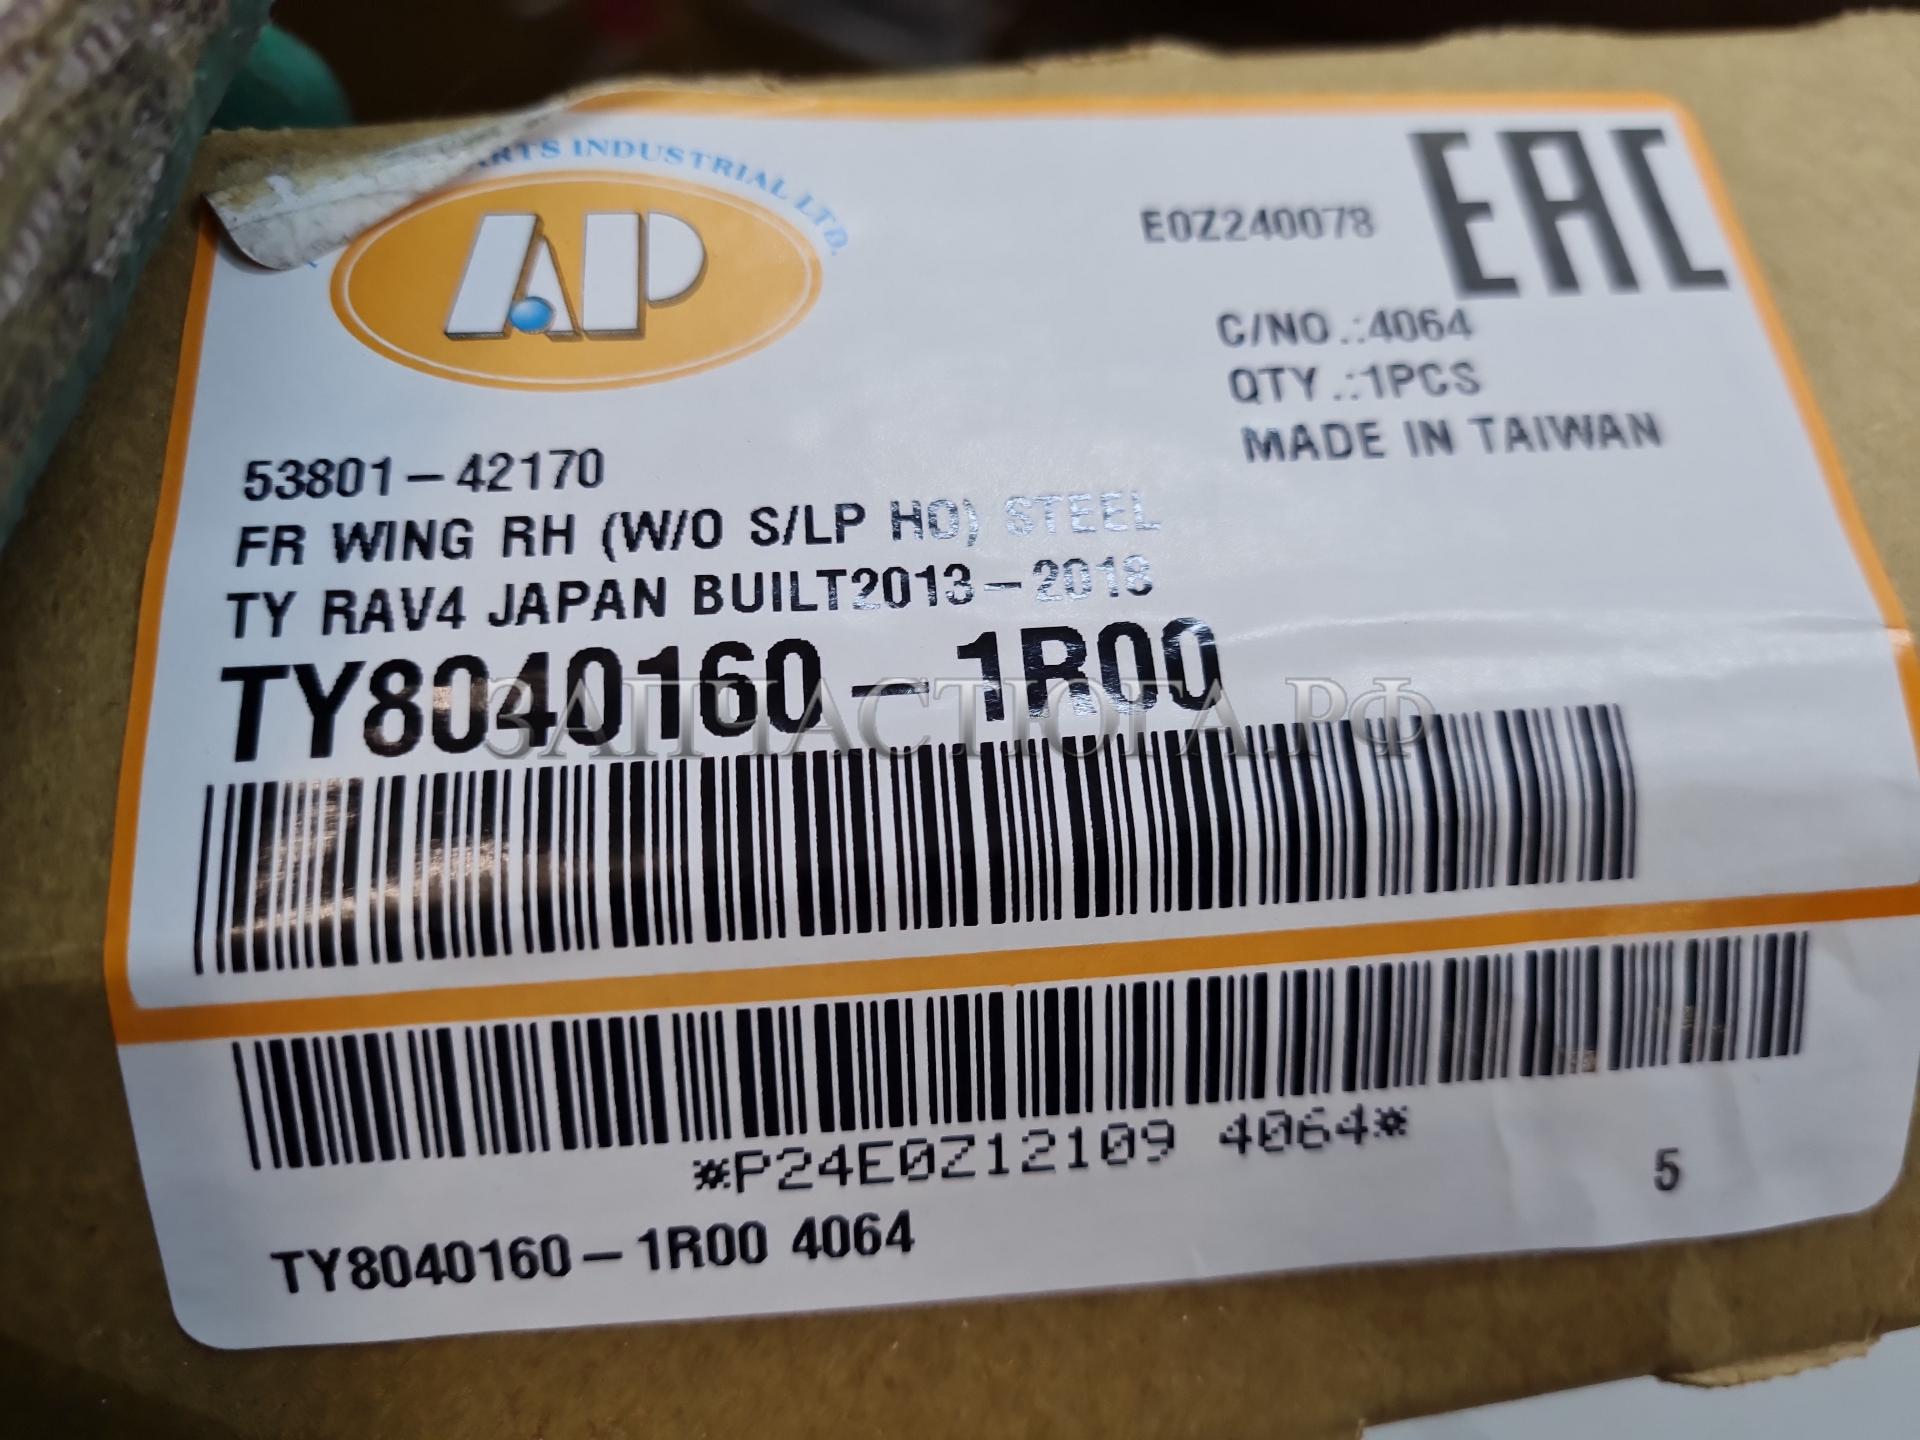 INDUSTRIAL LTD.
AP
E0Z240078
EAC
C/NO.:4064
QTY.:1PCS
MADE IN TAIWAN
53801-42170
FR WING RH (W/O S/LP HO) STEEL
TY RAV4 JAPAN BUILT2013-2018
TY8040160-1R00
ЗАПЧАСТЮГА.РФ
*P24E0Z12109 4064*
5
TY8040160-1R00 4064